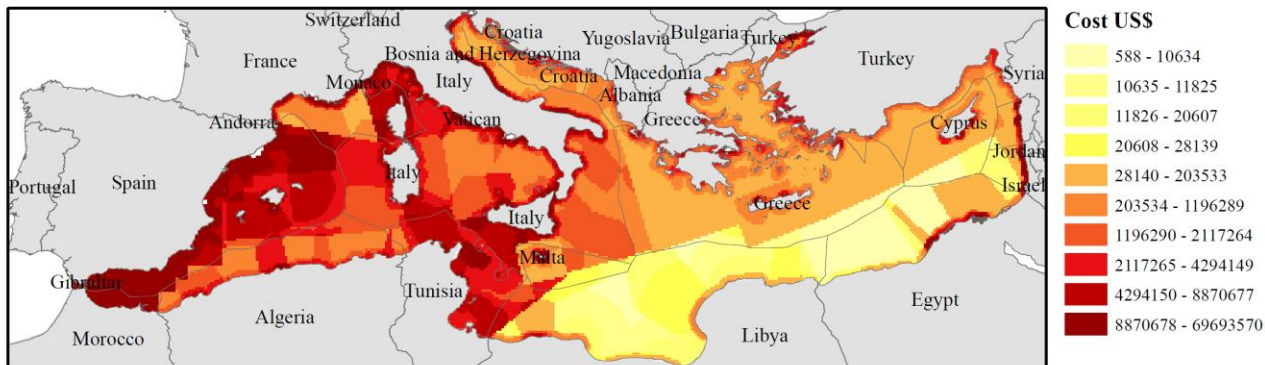 Switzerland
Croatia
Yugoslavia
Bulgaria
Turkey
Bosnia and Herzegovina
France
Italy
Croatia
Macedonia
Turkey
Syria
Monaco
Albania
Andorra
Vatican
Greece
Cyprus
Portugal
Spain
Italy
Jordan
Israel
Greece
Italy
Malta
Gibraltar
Tunisia
Algeria
Egypt
Morocco
Libya
Cost US$
588 - 10634
10635 - 11825
11826 - 20607
20608 - 28139
28140 - 203533
203534 - 1196289
1196290 - 2117264
2117265 - 4294149
4294150 - 8870677
8870678 - 69693570